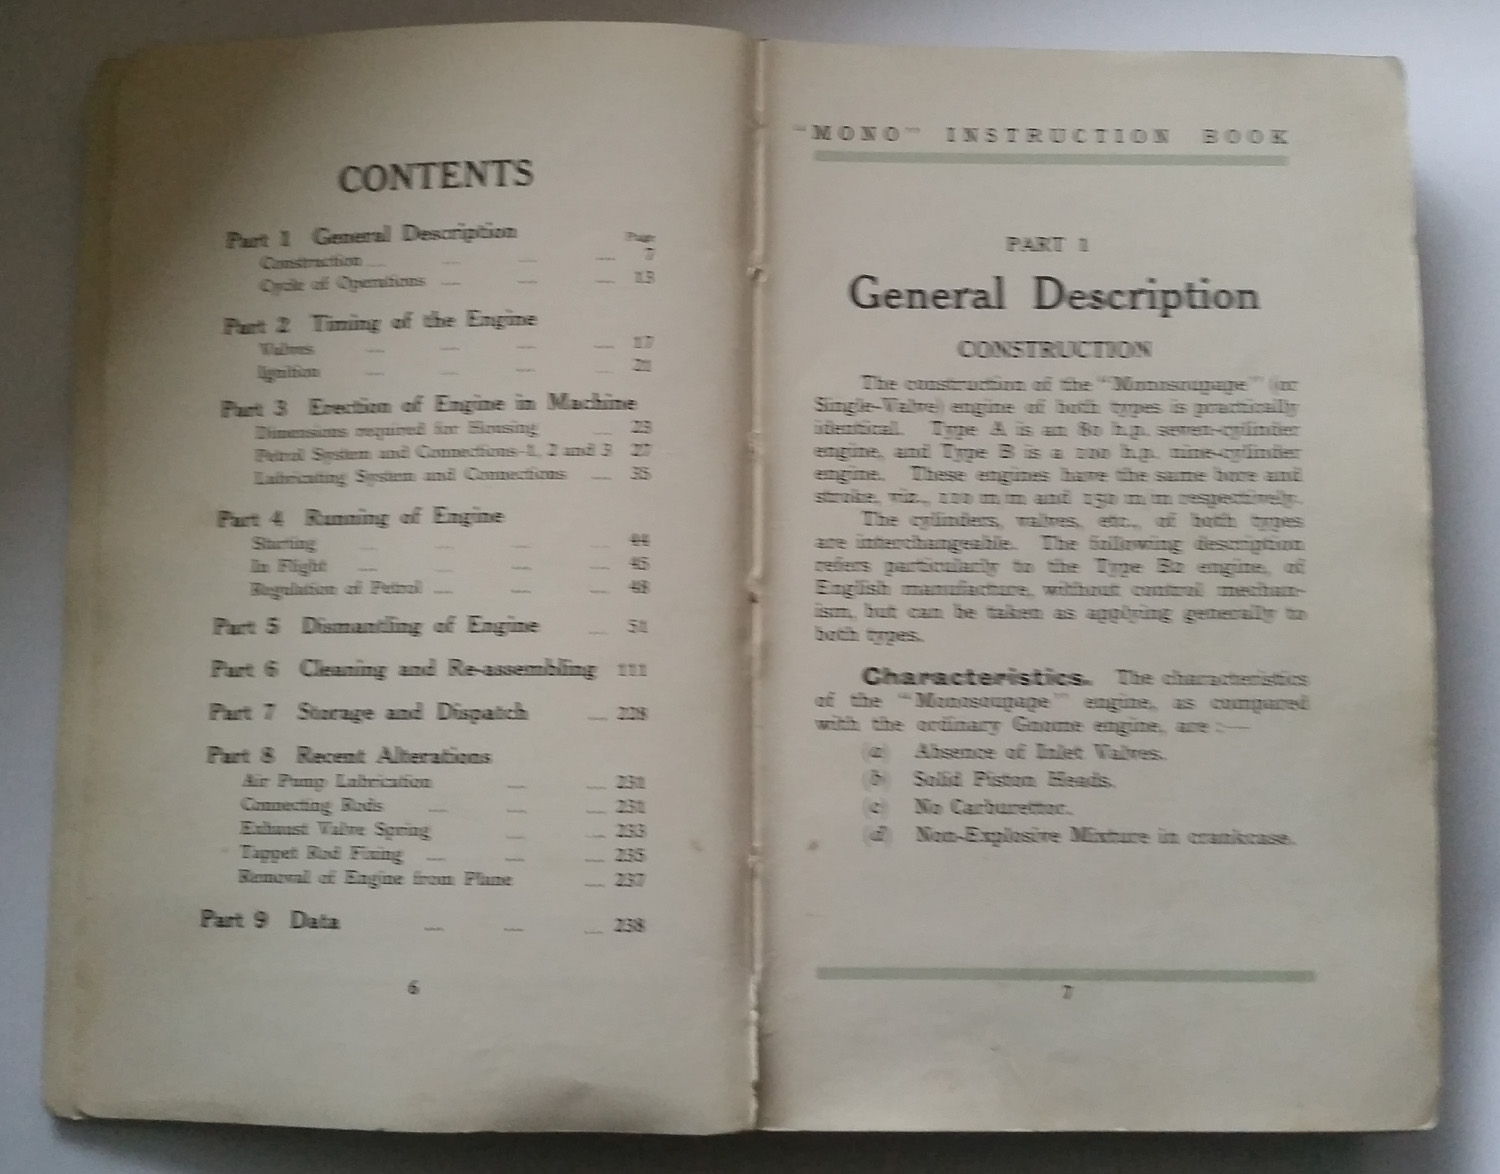 CONTENTS
Part 1 General Description
Page
Construction ... ... ... ... 7
Cycle of Operations ... ... ... 13
Part 2 Timing of the Engine
Valves ... ... ... ... 17
Ignition ... ... ... ... 21
Part 3 Erection of Engine in Machine
Dimensions required for Housing ... 23
Petrol System and Connections—1, 2 and 3 27
Lubricating System and Connections ... 35
Part 4 Running of Engine
Starting ... ... ... ... 44
In Flight ... ... ... ... 45
Regulation of Petrol ... ... ... 48
Part 5 Dismantling of Engine ... 51
Part 6 Cleaning and Re-assembling 111
Part 7 Storage and Dispatch ... 228
Part 8 Recent Alterations
Air Pump Lubrication ... ... 231
Connecting Rods ... ... ... 231
Exhaust Valve Spring ... ... 233
Tappet Rod Fixing ... ... ... 235
Removal of Engine from Plane ... 237
Part 9 Data ... ... ... 238
6
"MONO" INSTRUCTION BOOK
PART 1
General Description
CONSTRUCTION
The construction of the "Monosoupape" (or
Single-Valve) engine of both types is practically
identical. Type A is an 80 h.p. seven-cylinder
engine, and Type B is a 100 h.p. nine-cylinder
engine. These engines have the same bore and
stroke, viz., 110 m/m and 150 m/m respectively.
The cylinders, valves, etc., of both types
are interchangeable. The following description
refers particularly to the Type B2 engine, of
English manufacture, without control mechan-
ism, but can be taken as applying generally to
both types.
Characteristics. The characteristics
of the "Monosoupape" engine, as compared
with the ordinary Gnome engine, are :—
(a) Absence of Inlet Valves.
(b) Solid Piston Heads.
(c) No Carburettor.
(d) Non-Explosive Mixture in crankcase.
7